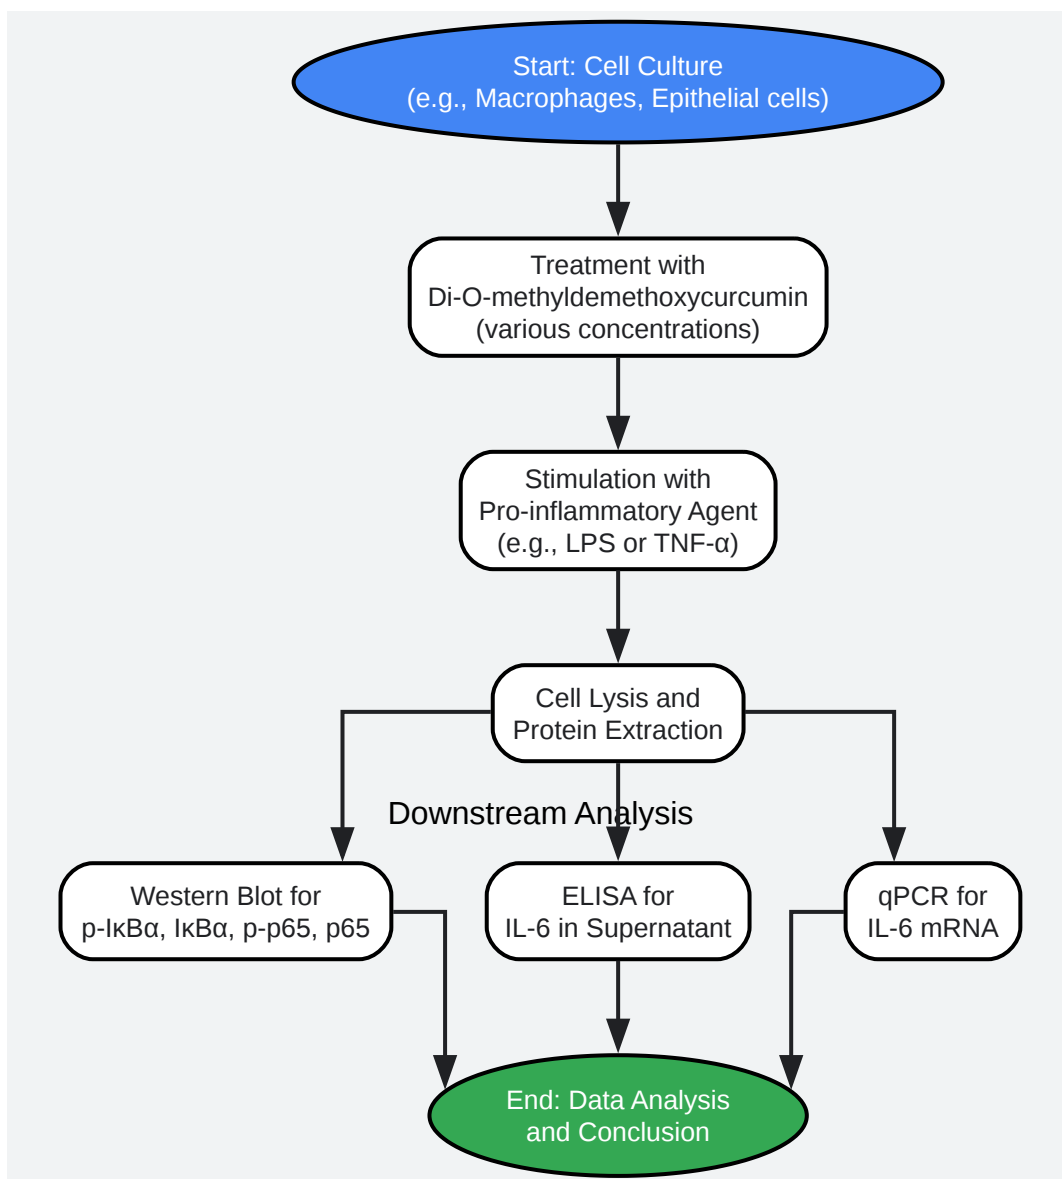 Start: Cell Culture
(e.g., Macrophages, Epithelial cells)
Treatment with
Di-O-methyldemethoxycurcumin
(various concentrations)
Stimulation with
Pro-inflammatory Agent
(e.g., LPS or TNF-α)
Cell Lysis and
Protein Extraction
Downstream Analysis
Western Blot for
p-IκBα, IκBα, p-p65, p65
ELISA for
IL-6 in Supernatant
qPCR for
IL-6 mRNA
End: Data Analysis
and Conclusion